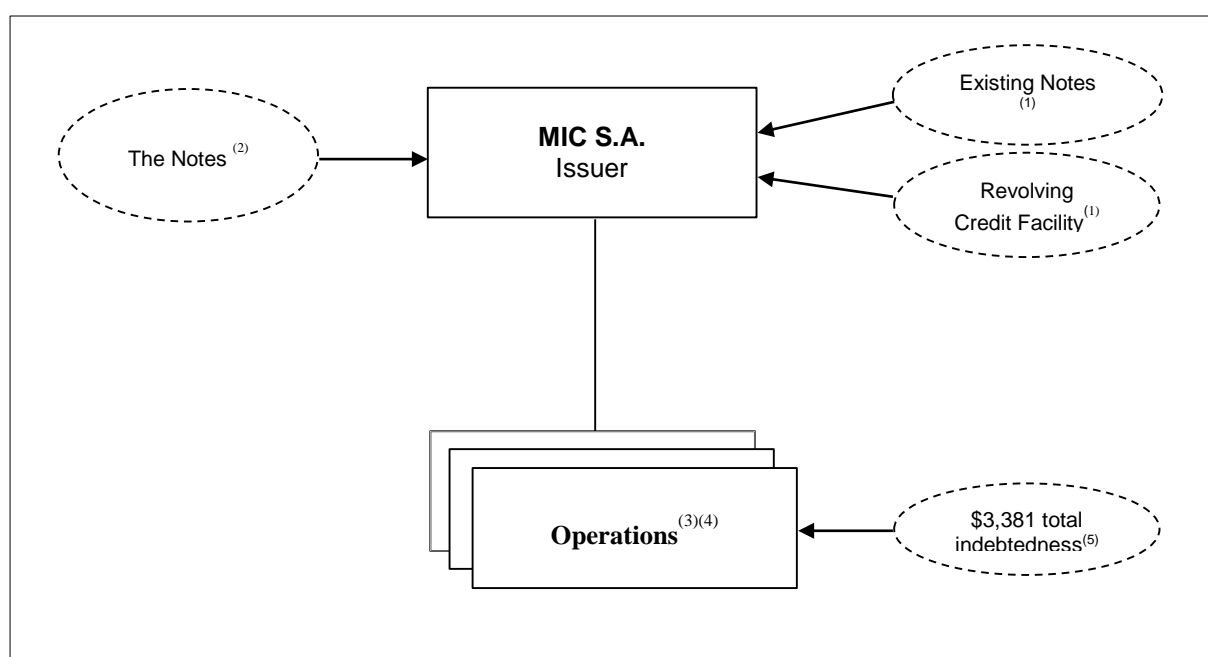 The Notes (2)
MIC S.A.
Issuer
Existing Notes
(1)
Revolving
Credit Facility(1)
Operations(3)(4)
$3,381 total
indebtedness(5)